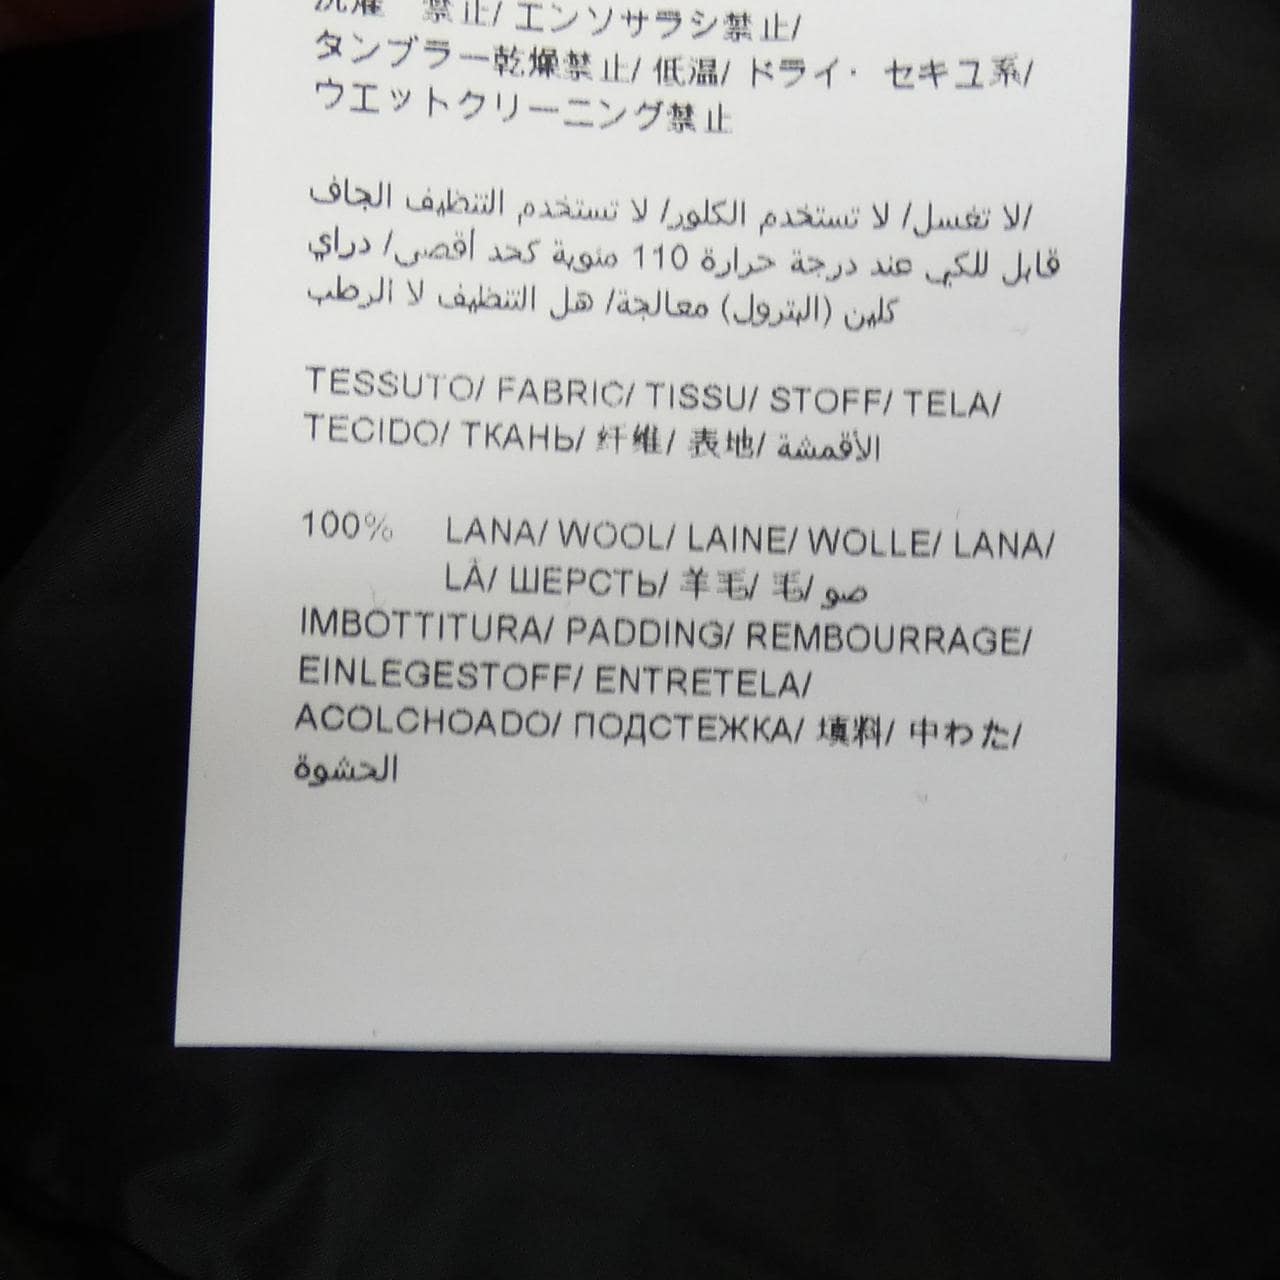 洗濯 禁止/ エンソサラシ禁止/
タンブラー乾燥禁止/ 低温/ ドライ・ セキユ系/
ウエットクリーニング禁止
/لا تغسل/ لا تستخدم الكلور/ لا تستخدم التنظيف الجاف
قابل للكي عند درجة حرارة 110 مئوية كحد أقصى/ دراي
كلين (البترول) معالجة/ هل التنظيف لا الرطب
TESSUTO/ FABRIC/ TISSU/ STOFF/ TELA/
TECIDO/ ТКАНЬ/ 纤维/ 表地/ الأقمشة
100% LANA/ WOOL/ LAINE/ WOLLE/ LANA/
LÃ/ ШЕРСТЬ/ 羊毛/ 毛/ صو
IMBOTTITURA/ PADDING/ REMBOURRAGE/
EINLEGESTOFF/ ENTRETELA/
ACOLCHOADO/ ПОДСТЕЖКА/ 填料/ 中わた/
الحشوة